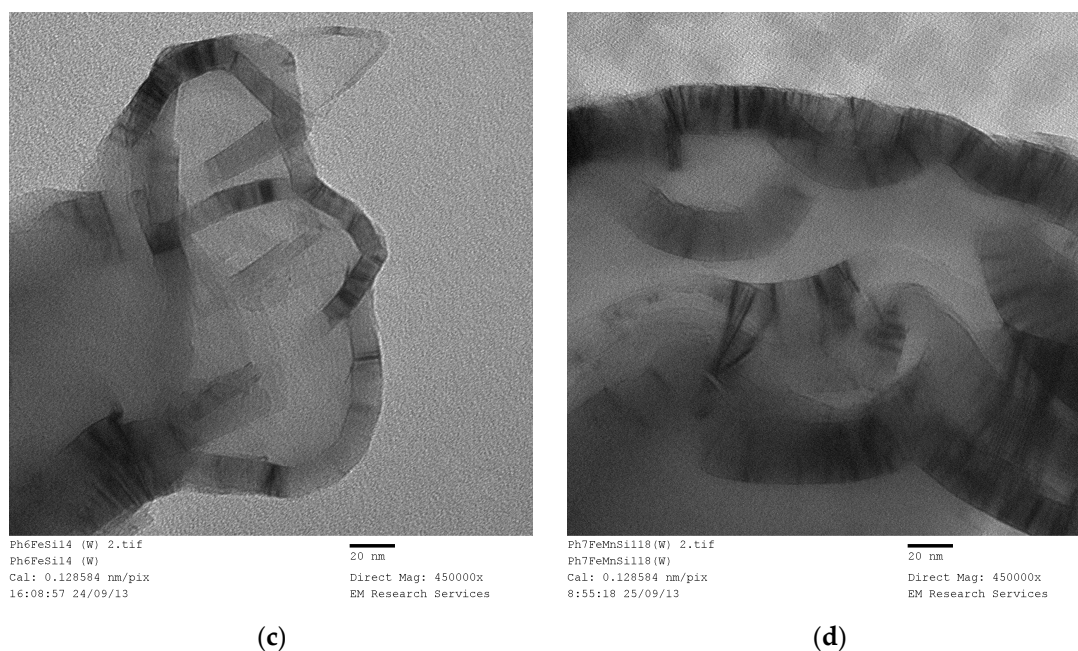 Ph6FeSi14 (W) 2.tif
Ph6FeSi14 (W)
Cal: 0.128584 nm/pix
16:08:57 24/09/13
20 nm
Direct Mag: 450000x
EM Research Services
(c)
Ph7FeMnSi118(W) 2.tif
Ph7FeMnSi118(W)
Cal: 0.128584 nm/pix
8:55:18 25/09/13
20 nm
Direct Mag: 450000x
EM Research Services
(d)